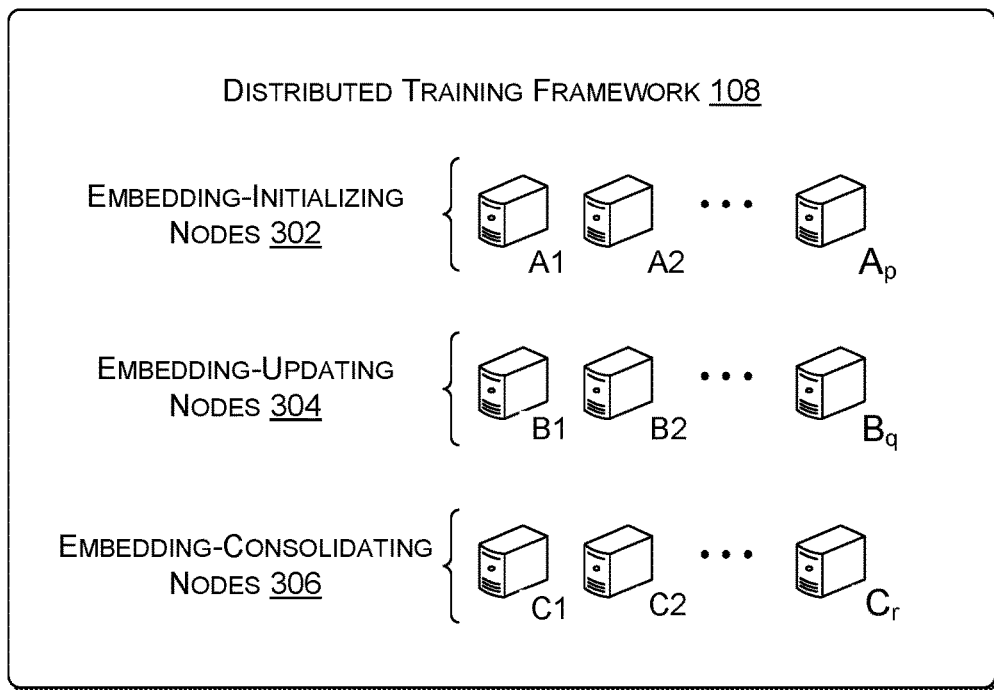 DISTRIBUTED TRAINING FRAMEWORK 108
EMBEDDING-INITIALIZING
NODES 302
A1 A2 • • • Ap
EMBEDDING-UPDATING
NODES 304
B1 B2 • • • Bq
EMBEDDING-CONSOLIDATING
NODES 306
C1 C2 • • • Cr